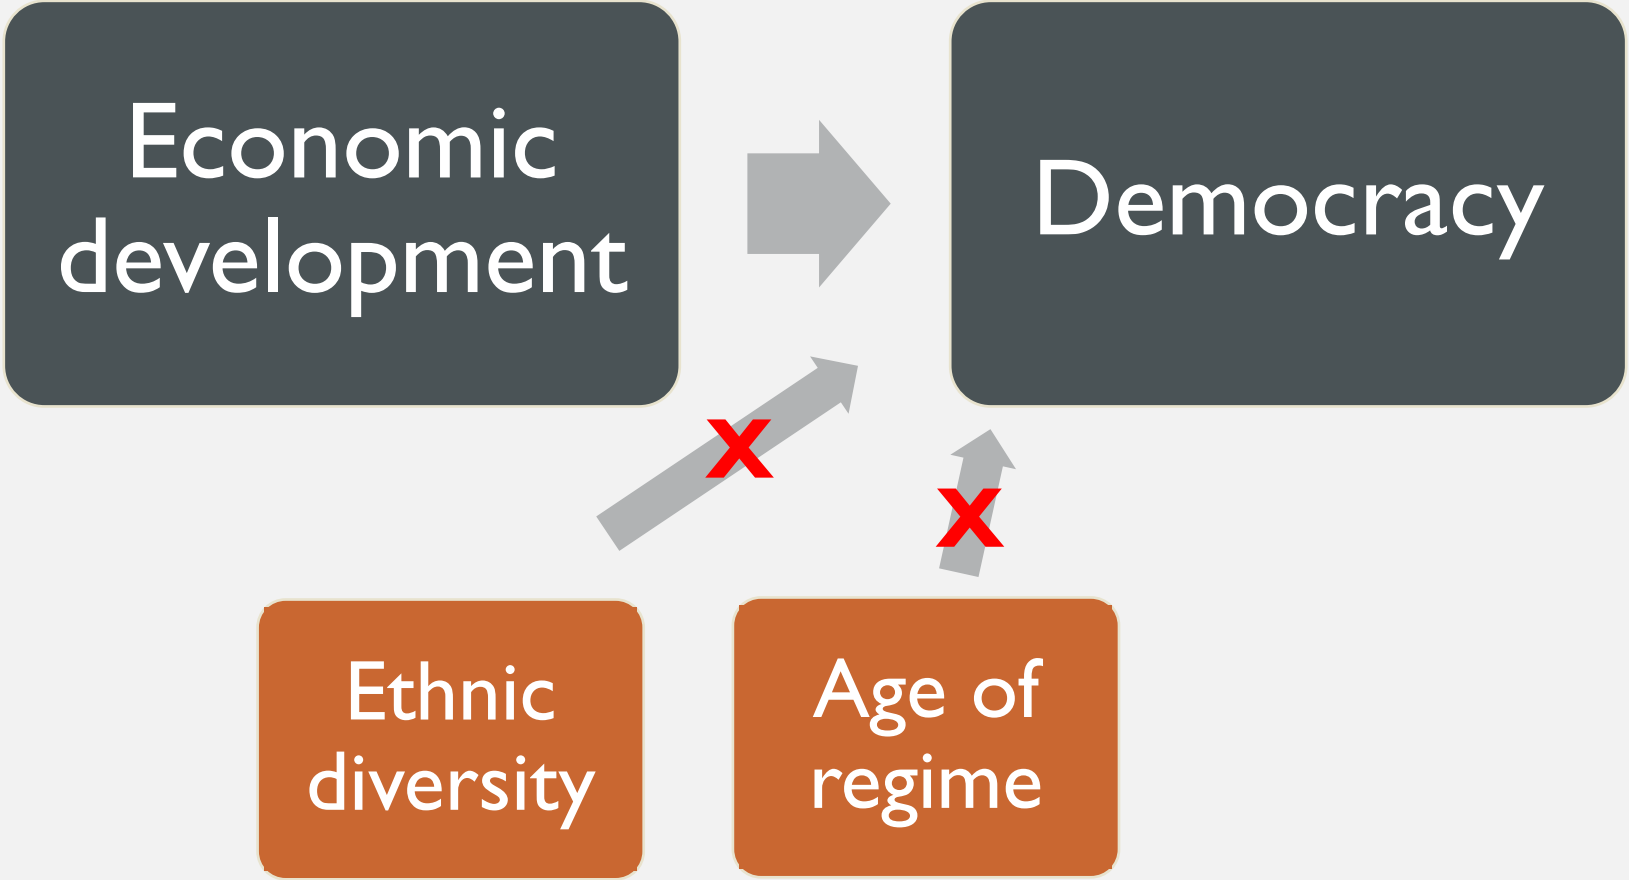 Economic
development
Democracy
X
X
Ethnic
diversity
Age of
regime